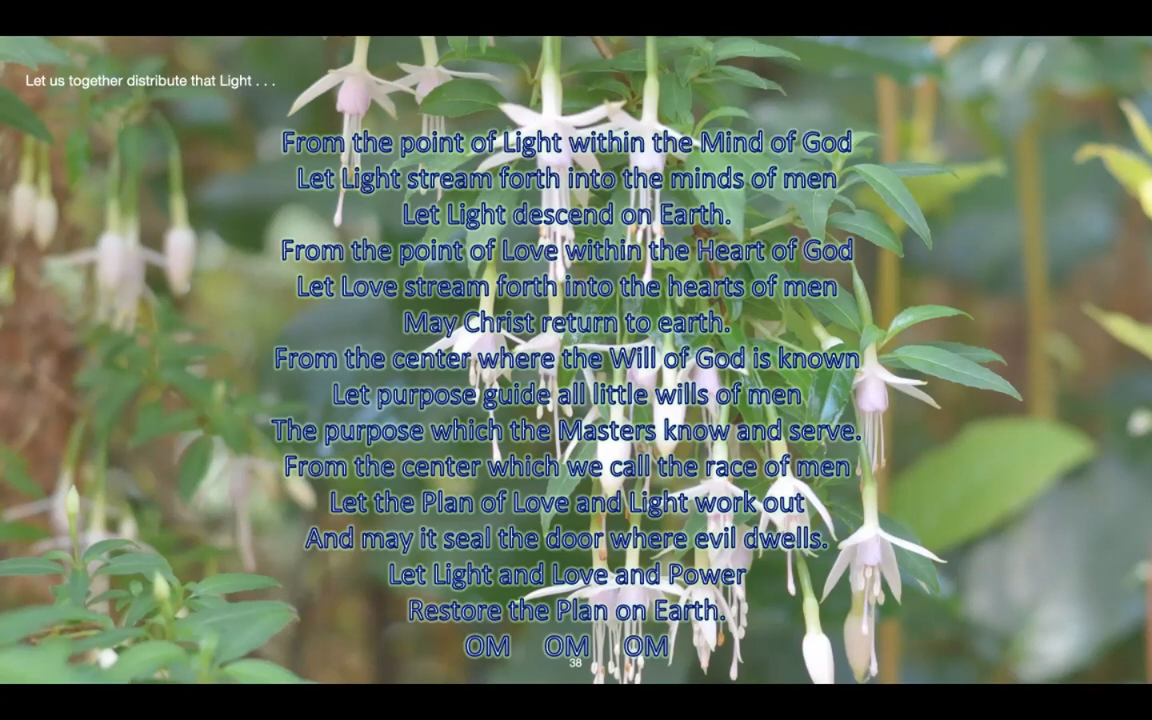 Let us together distribute that Light . . .
From the point of Light within the Mind of God
Let Light stream forth into the minds of men
Let Light descend on Earth.
From the point of Love within the Heart of God
Let Love stream forth into the hearts of men
May Christ return to earth.
From the center where the Will of God is known
Let purpose guide all little wills of men
The purpose which the Masters know and serve.
From the center which we call the race of men
Let the Plan of Love and Light work out
And may it seal the door where evil dwells.
Let Light and Love and Power
Restore the Plan on Earth.
OM OM OM
38